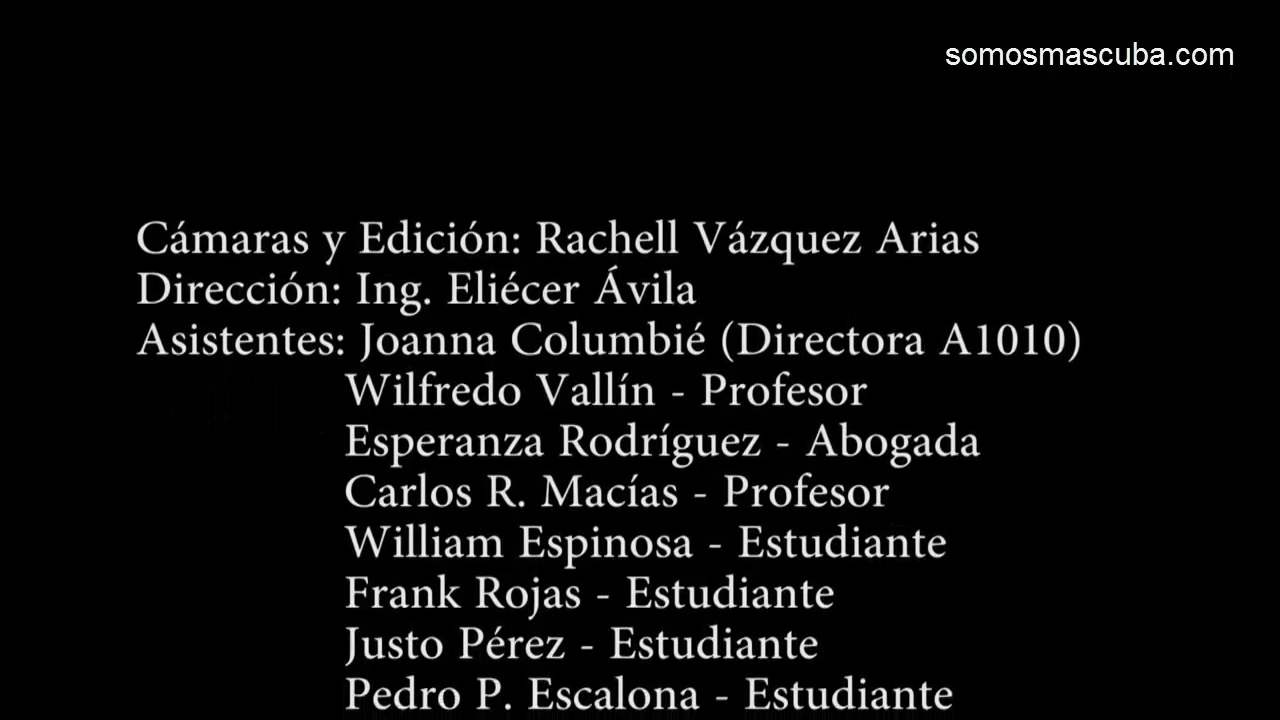 somosmascuba.com
Cámaras y Edición: Rachell Vázquez Arias
Dirección: Ing. Eliécer Ávila
Asistentes: Joanna Columbié (Directora A1010)
Wilfredo Vallín - Profesor
Esperanza Rodríguez - Abogada
Carlos R. Macías - Profesor
William Espinosa - Estudiante
Frank Rojas - Estudiante
Justo Pérez - Estudiante
Pedro P. Escalona - Estudiante